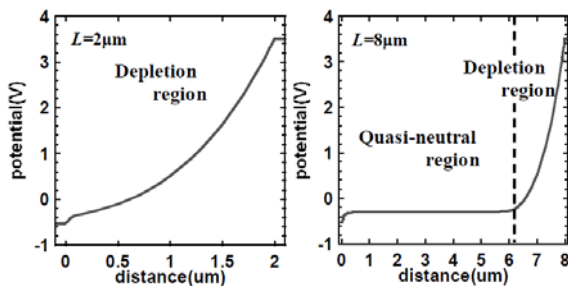 L=2μm
Depletion
region
potential(V)
4
3
2
1
0
-1
0
0.5
1
1.5
2
distance(um)
L=8μm
Depletion
region
Quasi-neutral
region
potential(V)
4
3
2
1
0
-1
0
1
2
3
4
5
6
7
8
distance(um)